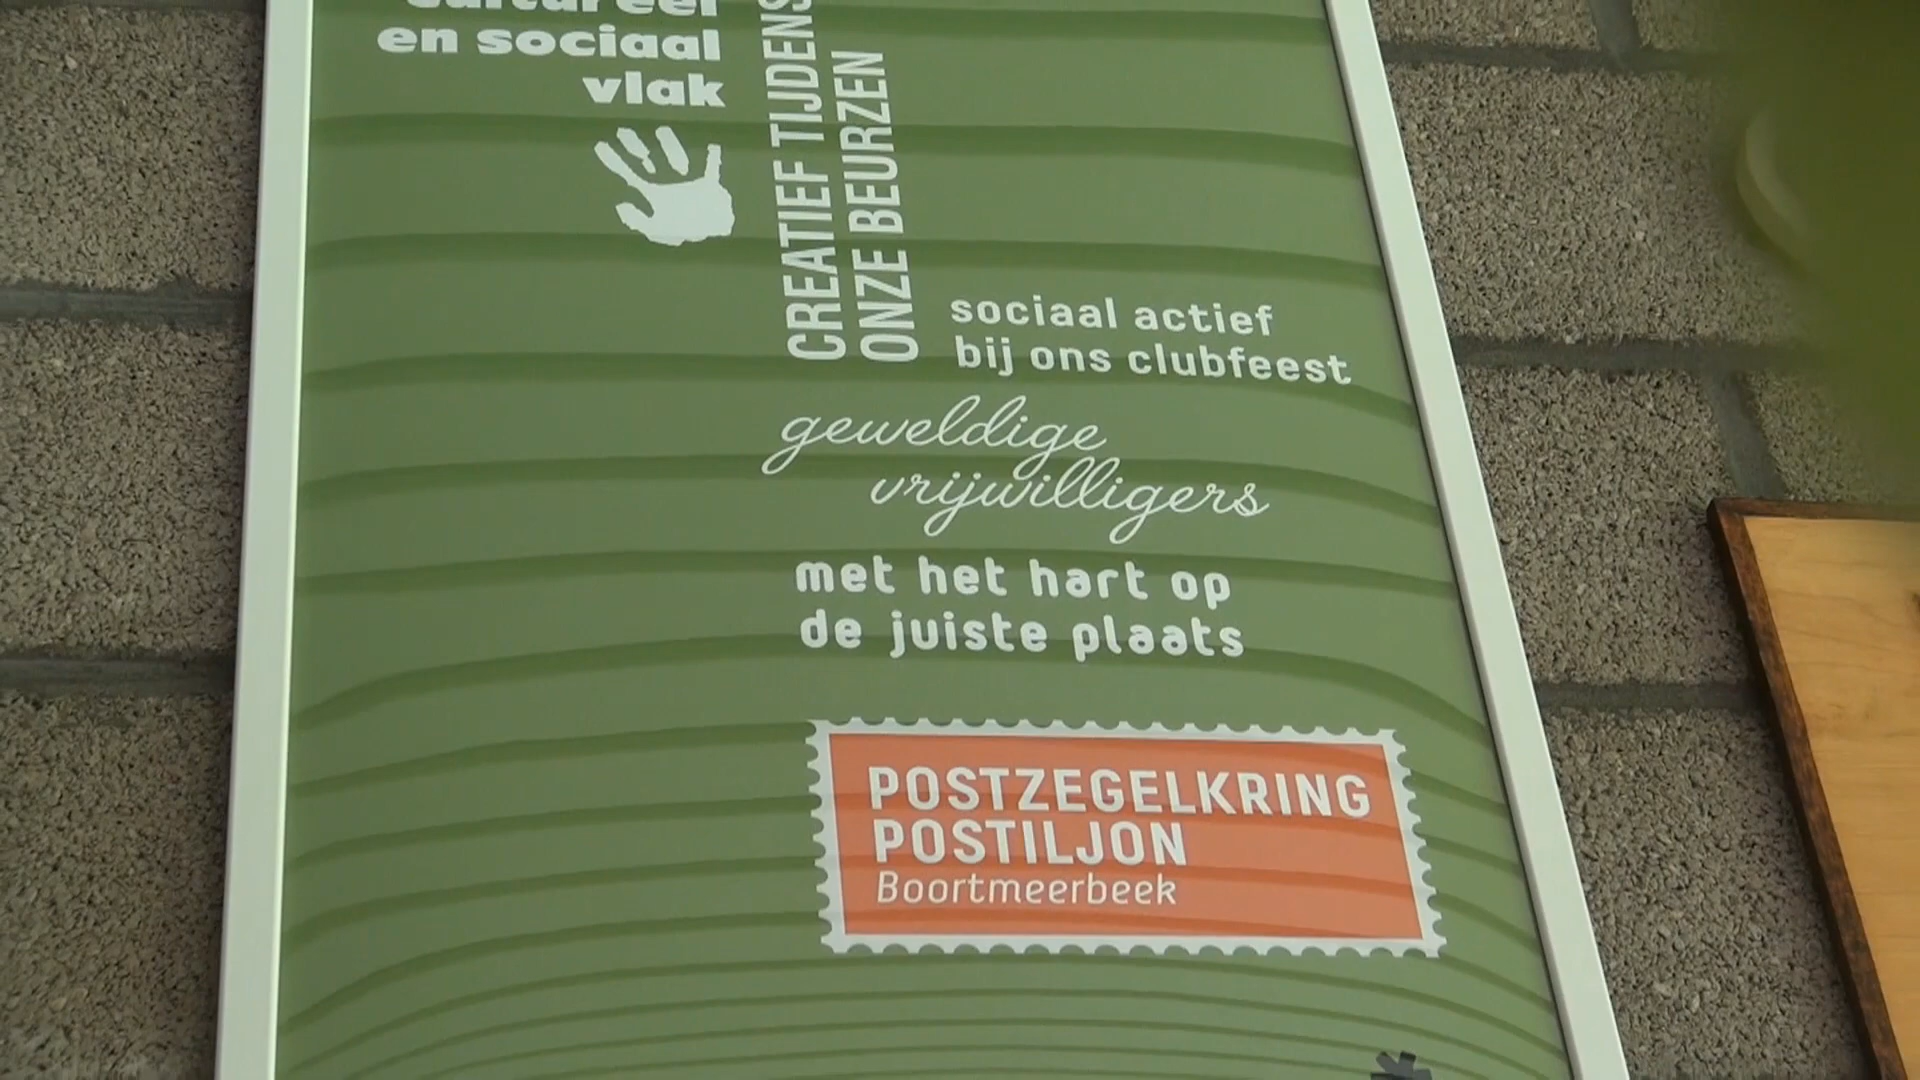 cultureel
en sociaal
vlak
CREATIEF TIJDENS
ONZE BEURZEN
sociaal actief
bij ons clubfeest
geweldige
vrijwilligers
met het hart op
de juiste plaats
POSTZEGELKRING
POSTILJON
Boortmeerbeek